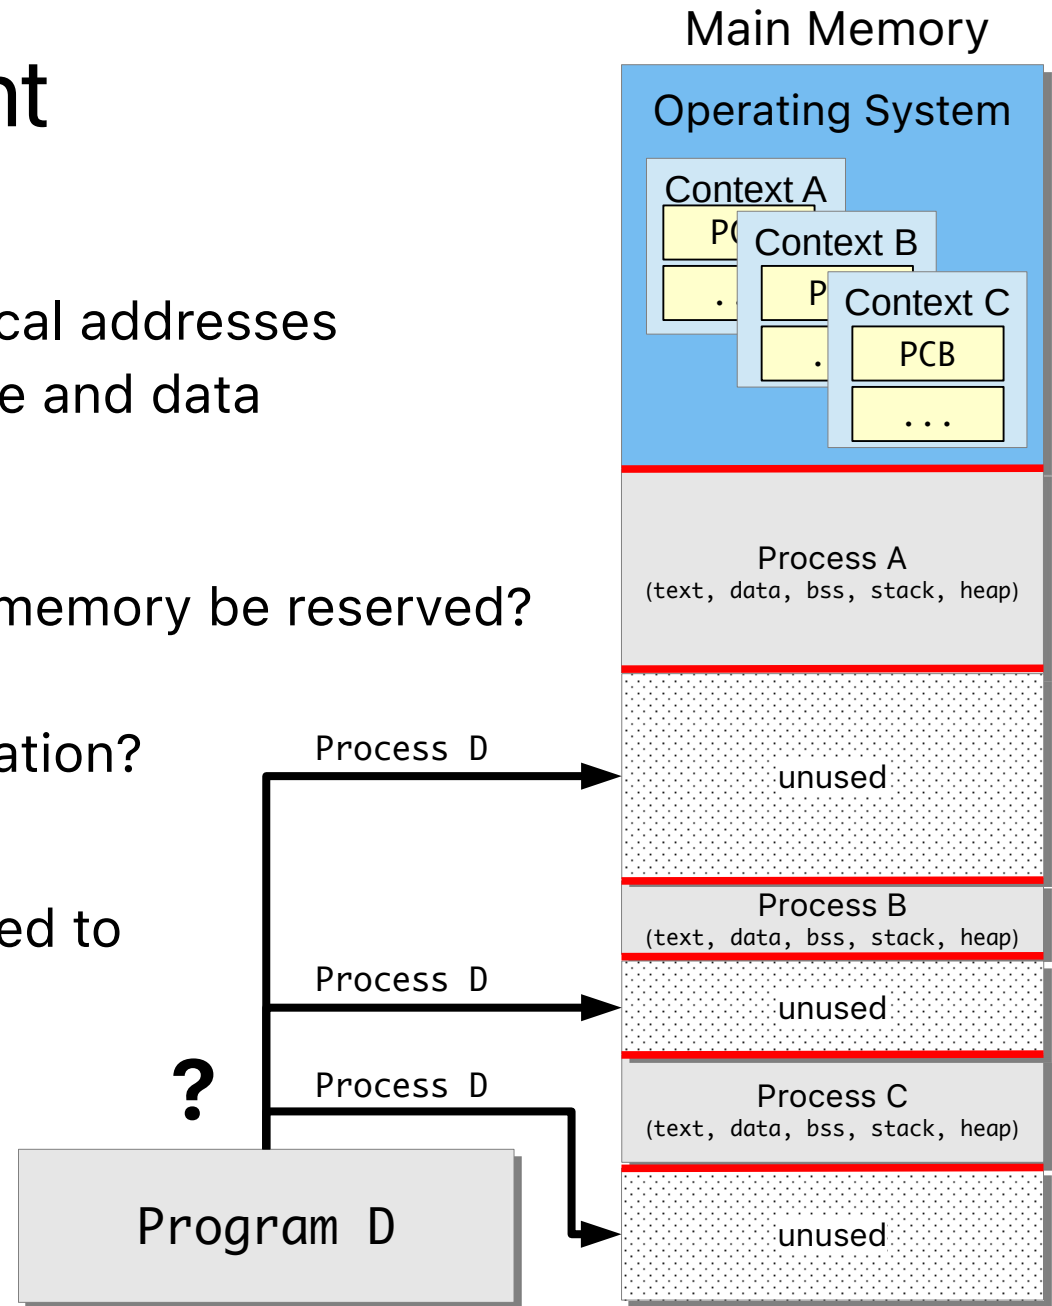 Main Memory
Operating System
Context A
Context B
Context C
PCB
...
cal addresses
and data
Process A
(text, data, bss, stack, heap)
memory be reserved?
ation?
Process D
unused
Process B
(text, data, bss, stack, heap)
ed to
Process D
unused
?
Process D
Process C
(text, data, bss, stack, heap)
Program D
unused